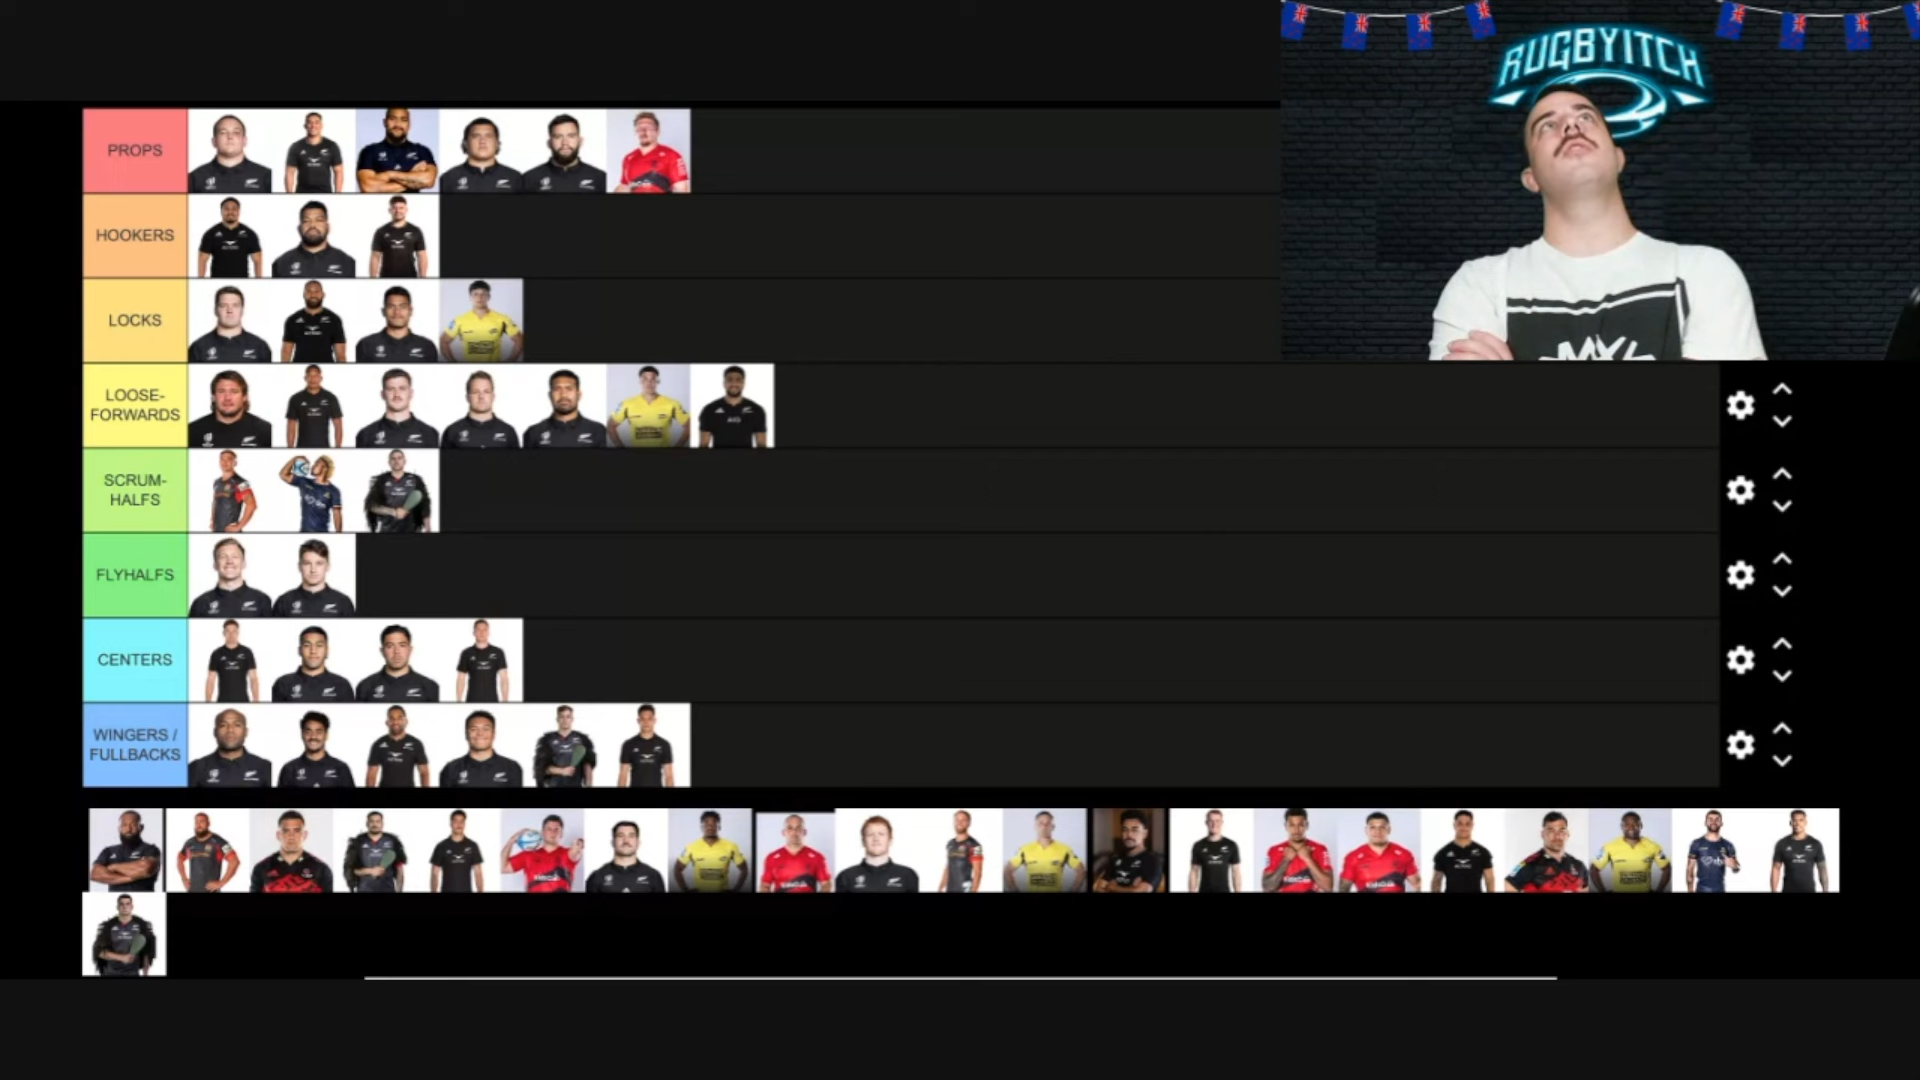 RUGBYITCH
PROPS
HOOKERS
LOCKS
LOOSE-
FORWARDS
SCRUM-
HALFS
FLYHALFS
CENTERS
WINGERS /
FULLBACKS